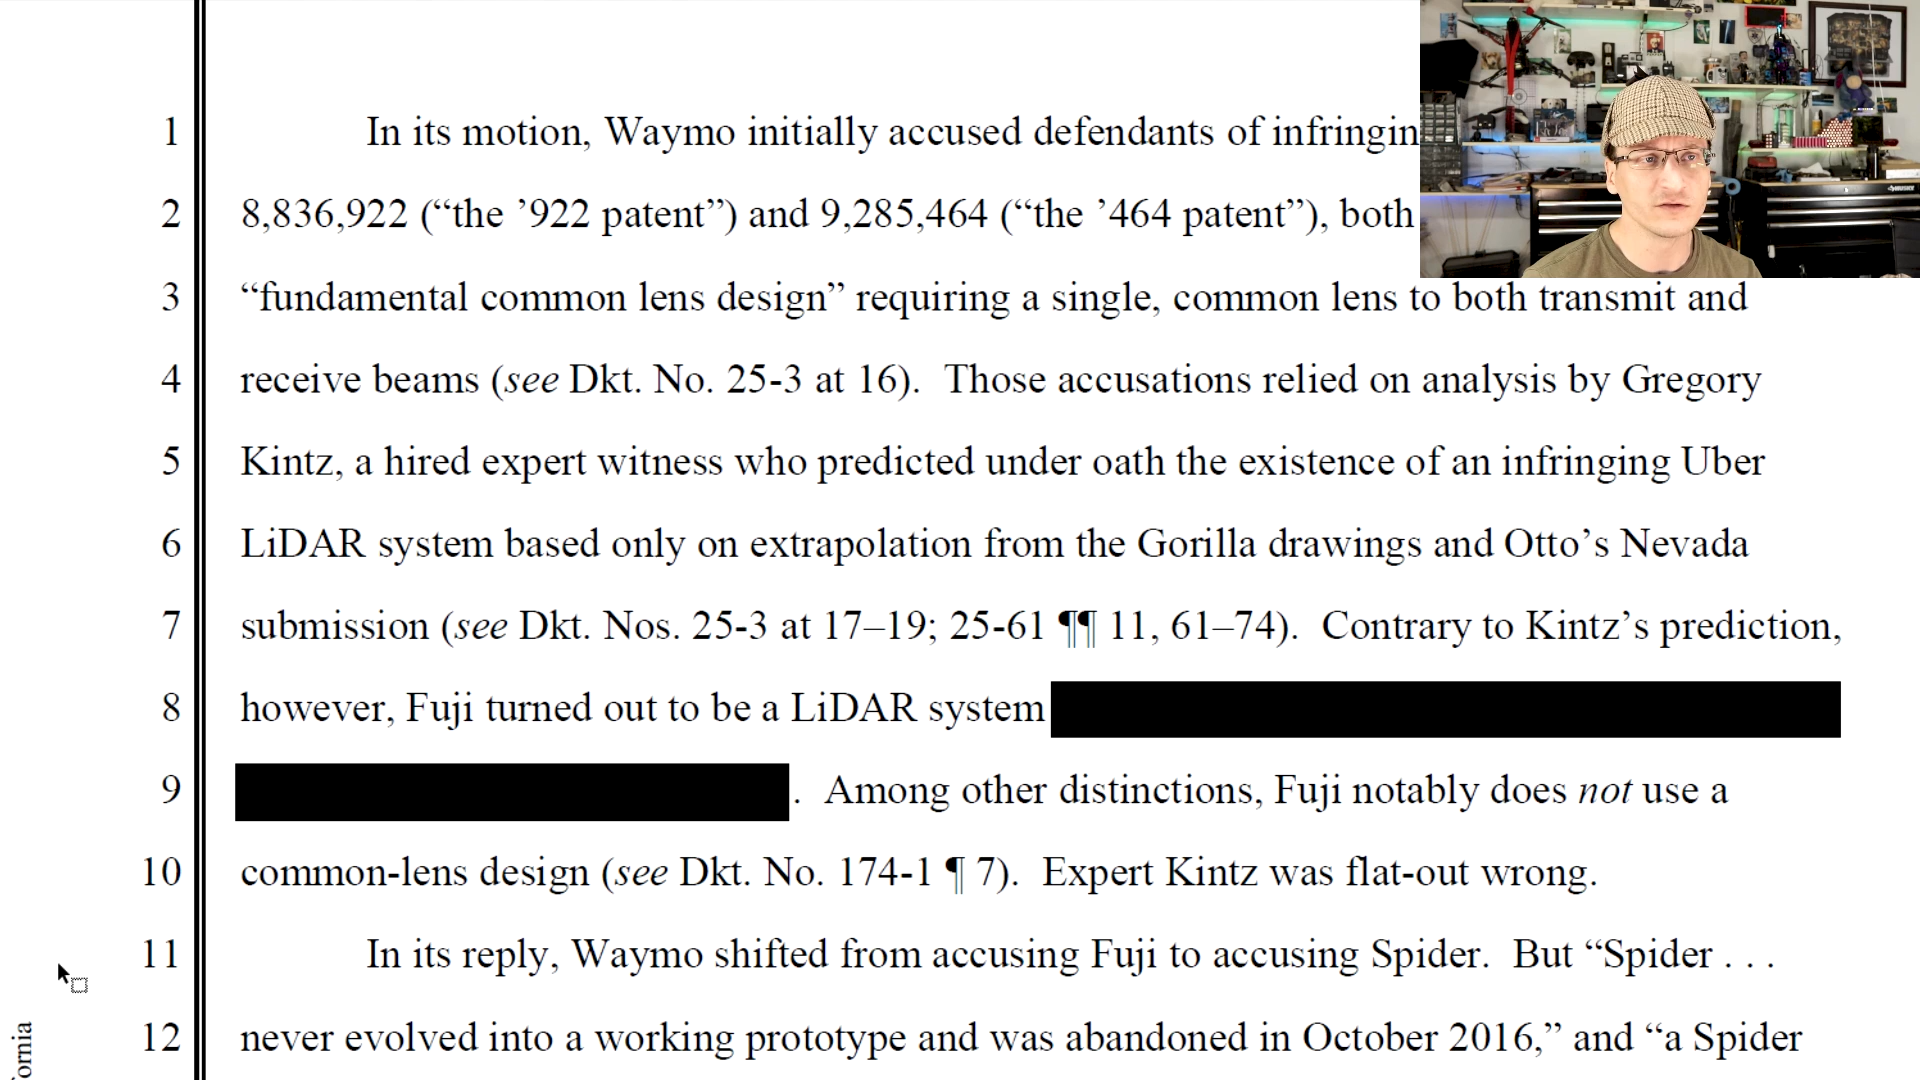 1 In its motion, Waymo initially accused defendants of infringin
2 8,836,922 (“the ’922 patent”) and 9,285,464 (“the ’464 patent”), both
3 “fundamental common lens design” requiring a single, common lens to both transmit and
4 receive beams (see Dkt. No. 25-3 at 16). Those accusations relied on analysis by Gregory
5 Kintz, a hired expert witness who predicted under oath the existence of an infringing Uber
6 LiDAR system based only on extrapolation from the Gorilla drawings and Otto’s Nevada
7 submission (see Dkt. Nos. 25-3 at 17–19; 25-61 ¶¶ 11, 61–74). Contrary to Kintz’s prediction,
8 however, Fuji turned out to be a LiDAR system
9 . Among other distinctions, Fuji notably does not use a
10 common-lens design (see Dkt. No. 174-1 ¶ 7). Expert Kintz was flat-out wrong.
11 In its reply, Waymo shifted from accusing Fuji to accusing Spider. But “Spider . . .
12 never evolved into a working prototype and was abandoned in October 2016,” and “a Spider
ornia